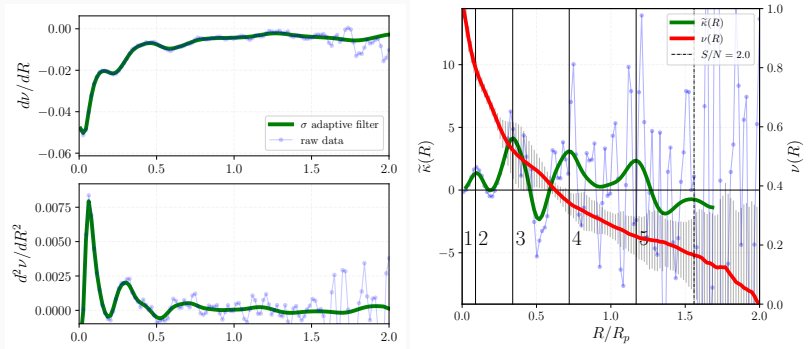 0.00
−0.02
−0.04
−0.06
dν/dR
σ adaptive filter
raw data
0.0 0.5 1.0 1.5 2.0
0.0075
0.0050
0.0025
0.0000
d²ν/dR²
0.0 0.5 1.0 1.5 2.0
10
5
0
−5
κ̃(R)
κ̃(R)
ν(R)
S/N = 2.0
1 2 3 4 5
1.0
0.8
0.6
0.4
0.2
0.0
ν(R)
0.0 0.5 1.0 1.5 2.0
R/Rₚ